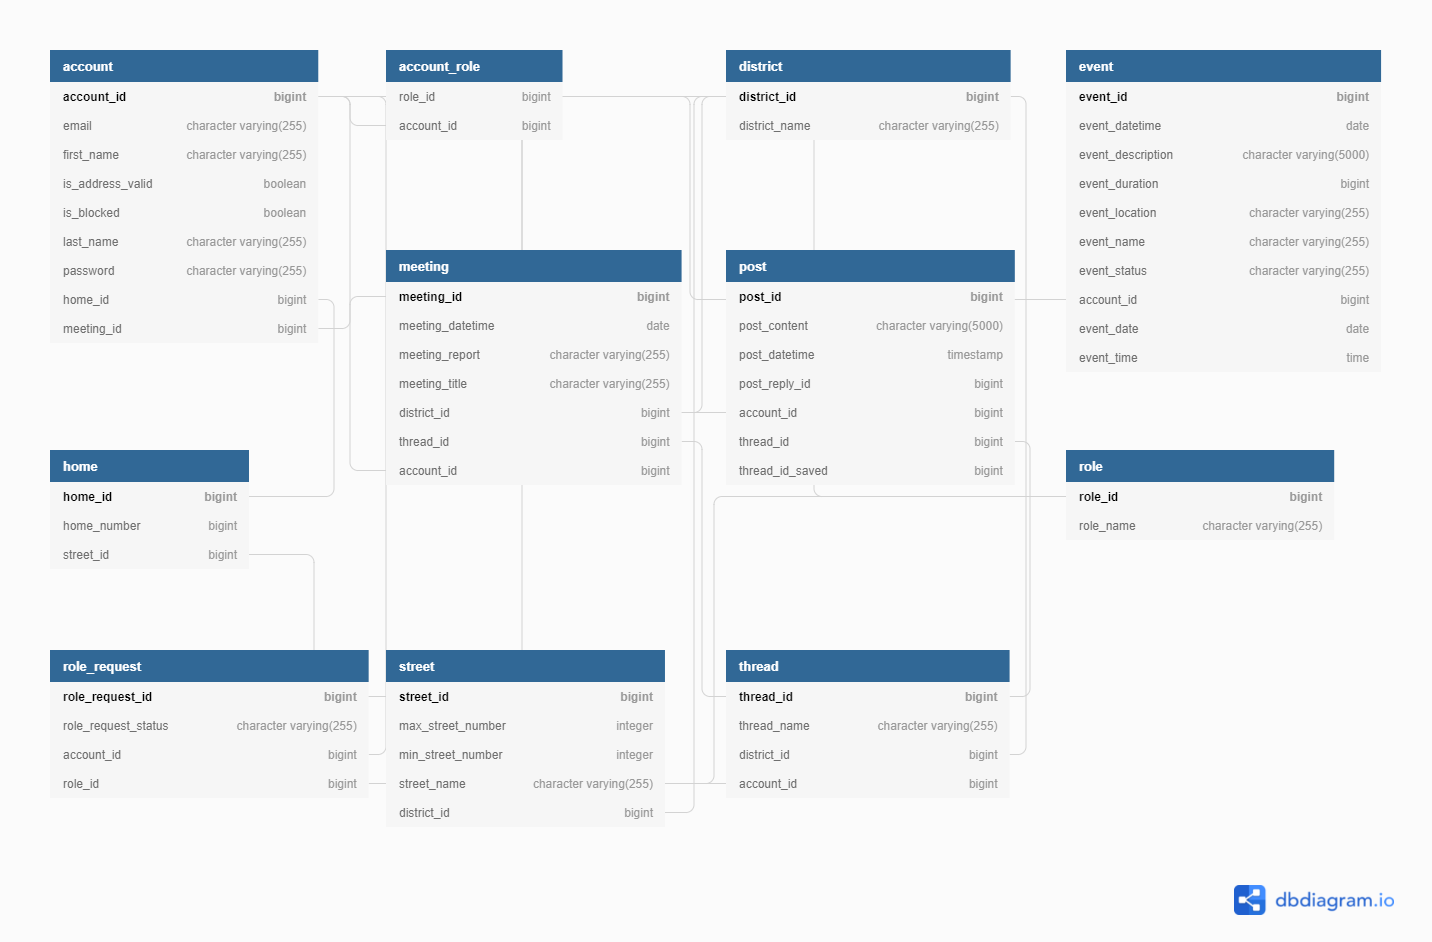 account
account_id bigint
email character varying(255)
first_name character varying(255)
is_address_valid boolean
is_blocked boolean
last_name character varying(255)
password character varying(255)
home_id bigint
meeting_id bigint
account_role
role_id bigint
account_id bigint
district
district_id bigint
district_name character varying(255)
event
event_id bigint
event_datetime date
event_description character varying(5000)
event_duration bigint
event_location character varying(255)
event_name character varying(255)
event_status character varying(255)
account_id bigint
event_date date
event_time time
meeting
meeting_id bigint
meeting_datetime date
meeting_report character varying(255)
meeting_title character varying(255)
district_id bigint
thread_id bigint
account_id bigint
post
post_id bigint
post_content character varying(5000)
post_datetime timestamp
post_reply_id bigint
account_id bigint
thread_id bigint
thread_id_saved bigint
home
home_id bigint
home_number bigint
street_id bigint
role
role_id bigint
role_name character varying(255)
role_request
role_request_id bigint
role_request_status character varying(255)
account_id bigint
role_id bigint
street
street_id bigint
max_street_number integer
min_street_number integer
street_name character varying(255)
district_id bigint
thread
thread_id bigint
thread_name character varying(255)
district_id bigint
account_id bigint
dbdiagram.io